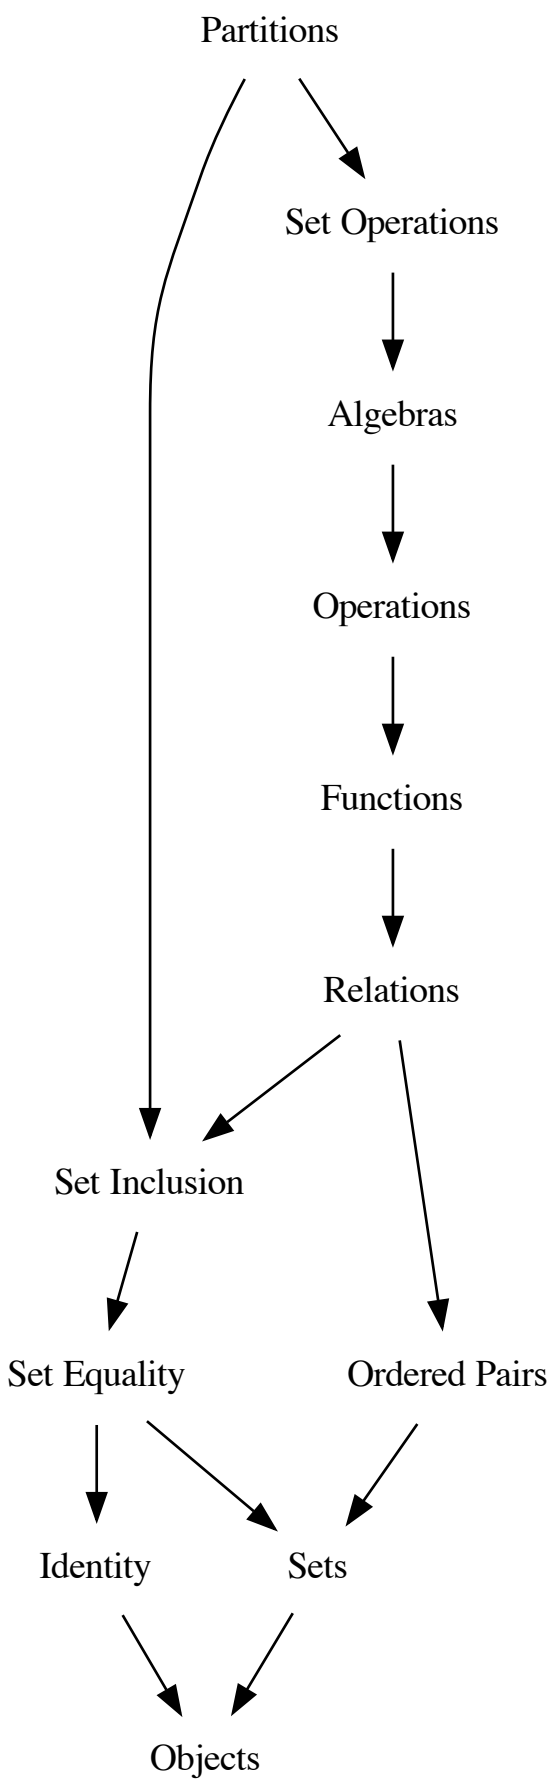 Partitions
Set Operations
Algebras
Operations
Functions
Relations
Set Inclusion
Set Equality
Ordered Pairs
Identity
Sets
Objects